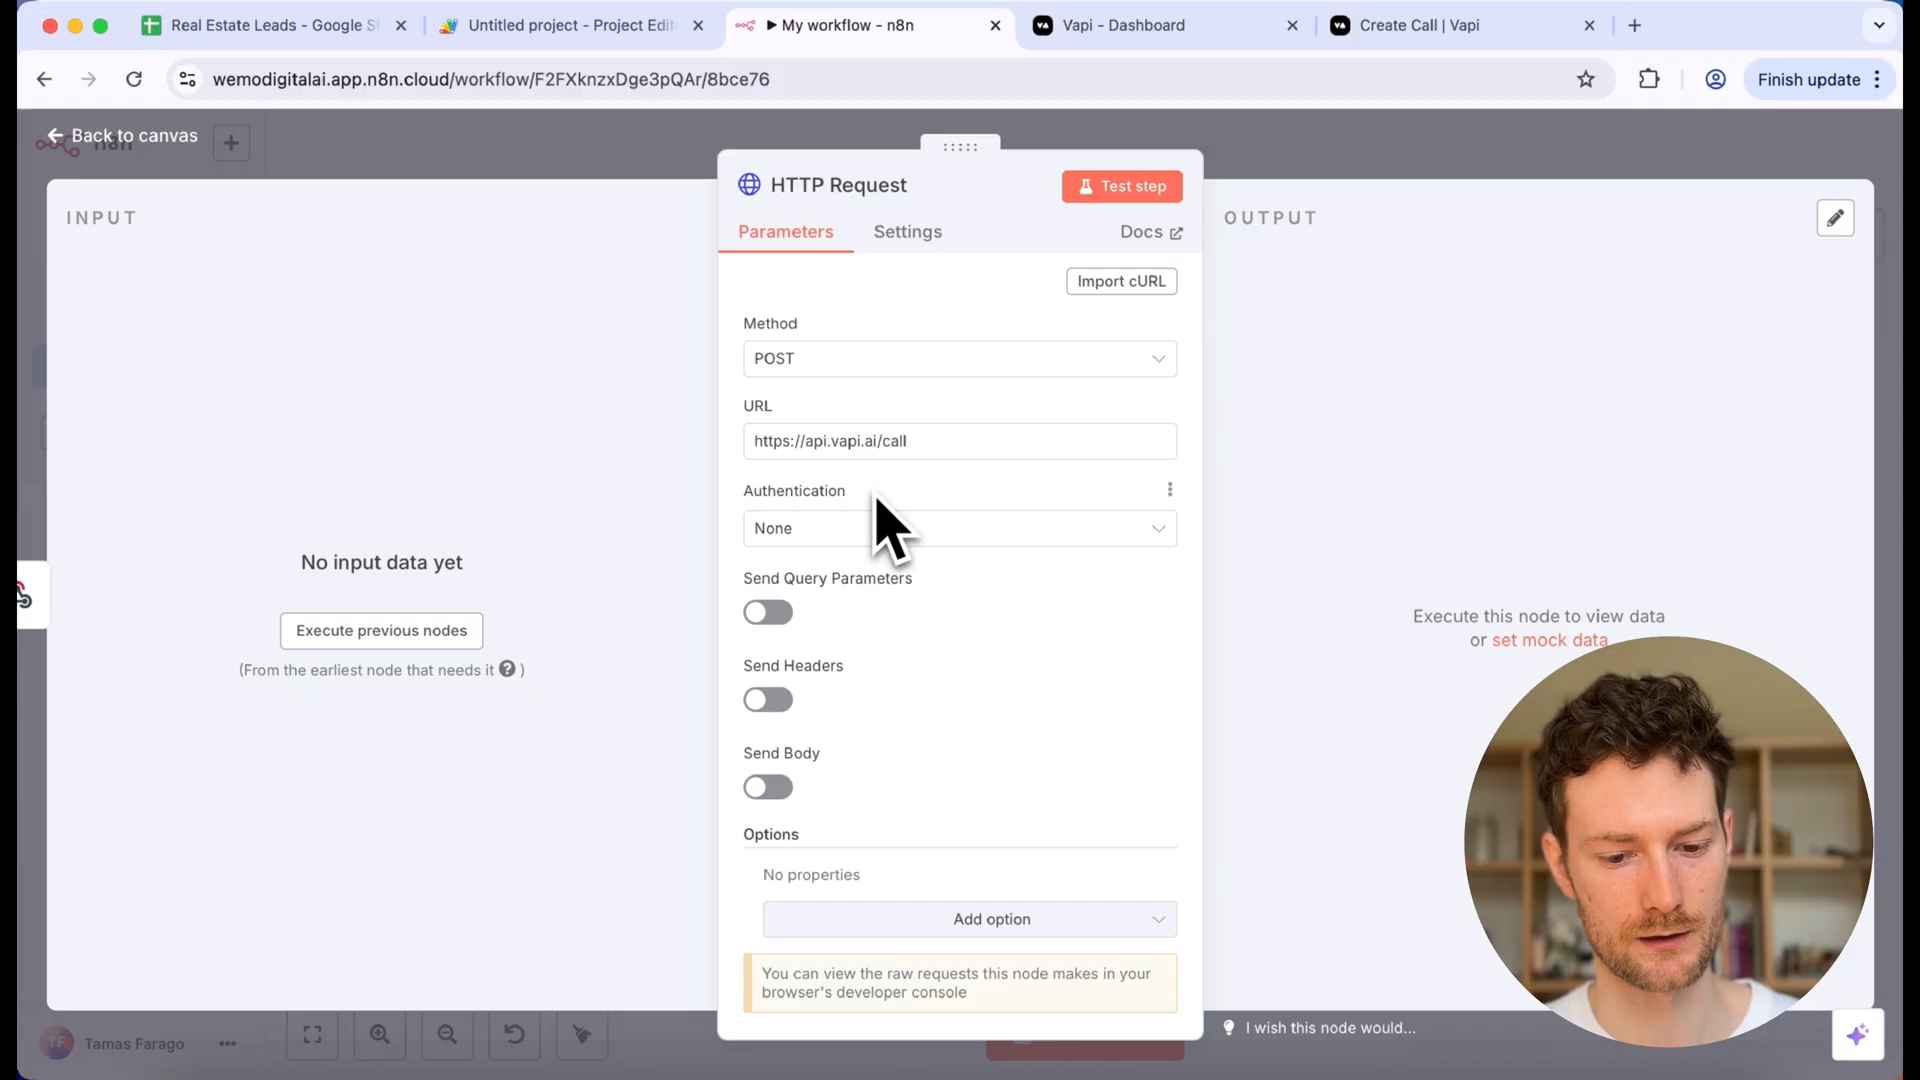 Real Estate Leads - Google S
Untitled project - Project Edit
My workflow - n8n
Vapi - Dashboard
Create Call | Vapi
wemodigitalai.app.n8n.cloud/workflow/F2FXknzxDge3pQAr/8bce76
Finish update
Back to canvas
n8n
HTTP Request
Test step
INPUT
Parameters
Settings
Docs
OUTPUT
Import cURL
Method
POST
URL
https://api.vapi.ai/call
Authentication
None
Send Query Parameters
No input data yet
Execute previous nodes
(From the earliest node that needs it ? )
Execute this node to view data
or set mock data
Send Headers
Send Body
Options
No properties
Add option
You can view the raw requests this node makes in your
browser's developer console
I wish this node would...
TF
Tamas Farago